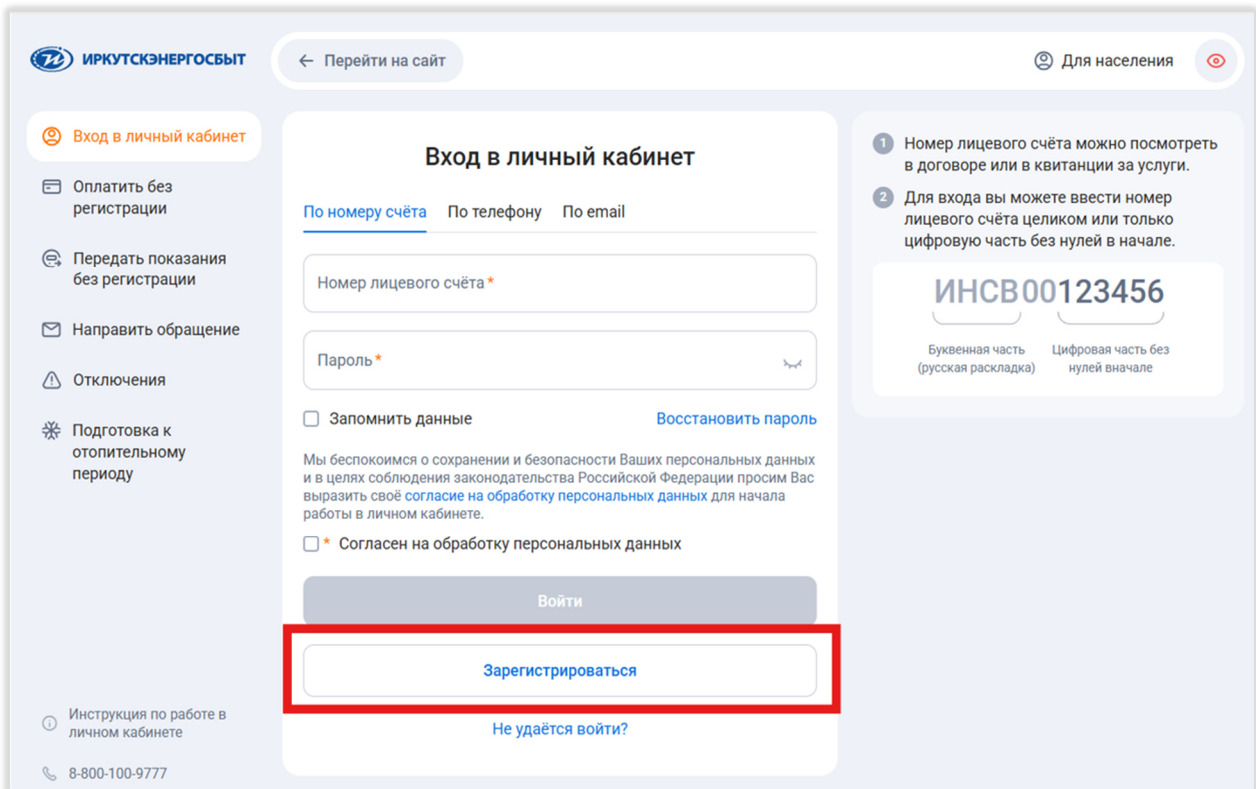 ИРКУТСКЭНЕРГОСБЫТ
Перейти на сайт
Для населения
Вход в личный кабинет
Оплатить без
регистрации
Передать показания
без регистрации
Направить обращение
Отключения
Подготовка к
отопительному
периоду
Инструкция по работе в
личном кабинете
8-800-100-9777
Вход в личный кабинет
По номеру счёта По телефону По email
Номер лицевого счёта*
Пароль*
Запомнить данные Восстановить пароль
Мы беспокоимся о сохранении и безопасности Ваших персональных данных
и в целях соблюдения законодательства Российской Федерации просим Вас
выразить своё согласие на обработку персональных данных для начала
работы в личном кабинете.
* Согласен на обработку персональных данных
Войти
Зарегистрироваться
Не удаётся войти?
1 Номер лицевого счёта можно посмотреть
в договоре или в квитанции за услуги.
2 Для входа вы можете ввести номер
лицевого счёта целиком или только
цифровую часть без нулей в начале.
ИНСВ00123456
Буквенная часть
(русская раскладка)
Цифровая часть без
нулей вначале